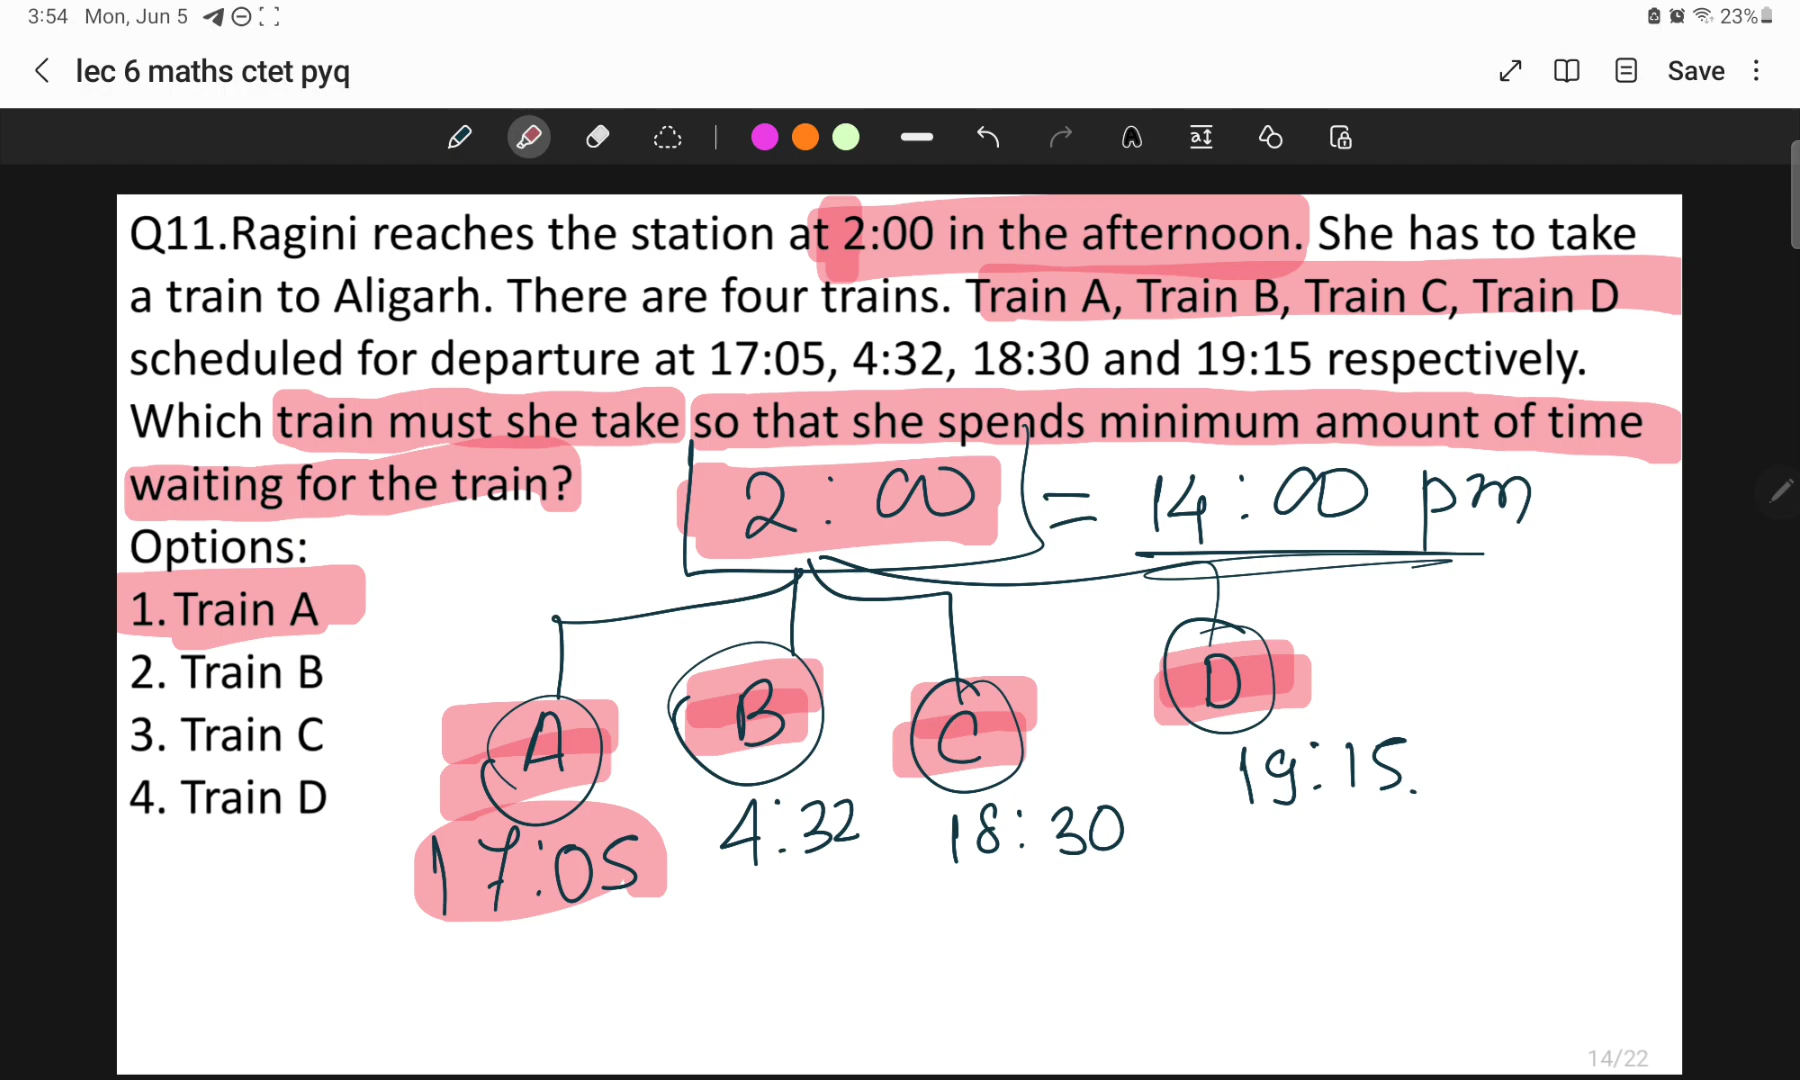 3:54 Mon, Jun 5
23%
lec 6 maths ctet pyq
Save
Q11.Ragini reaches the station at 2:00 in the afternoon. She has to take
a train to Aligarh. There are four trains. Train A, Train B, Train C, Train D
scheduled for departure at 17:05, 4:32, 18:30 and 19:15 respectively.
Which train must she take so that she spends minimum amount of time
waiting for the train?
2:00 = 14:00 pm
Options:
1. Train A
2. Train B
3. Train C
4. Train D
A B C D
17:05 4:32 18:30 19:15.
14/22